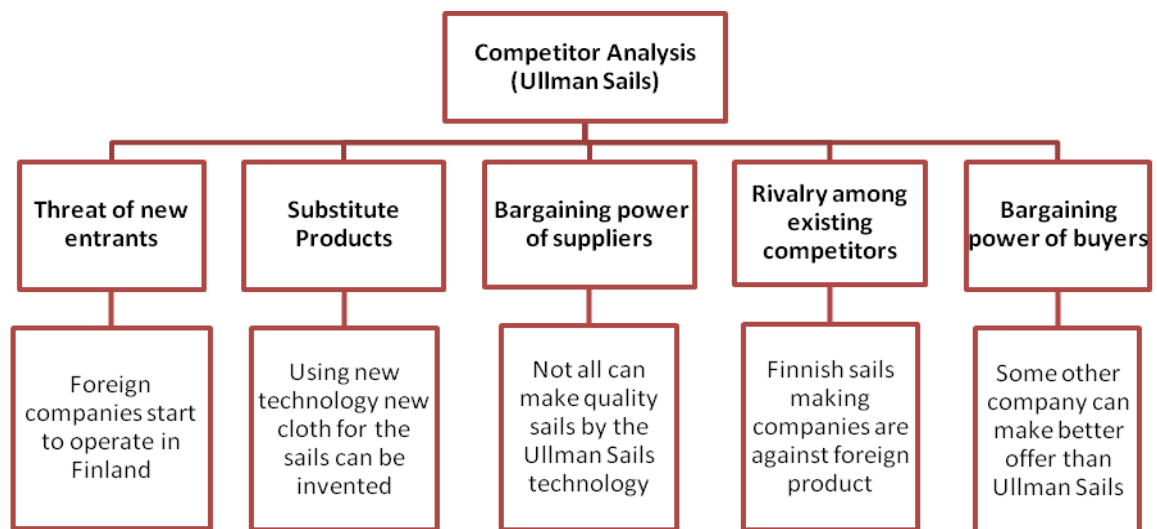 Competitor Analysis
(Ullman Sails)
Threat of new
entrants
Substitute
Products
Bargaining power
of suppliers
Rivalry among
existing
competitors
Bargaining
power of buyers
Foreign
companies start
to operate in
Finland
Using new
technology new
cloth for the
sails can be
invented
Not all can
make quality
sails by the
Ullman Sails
technology
Finnish sails
making
companies are
against foreign
product
Some other
company can
make better
offer than
Ullman Sails